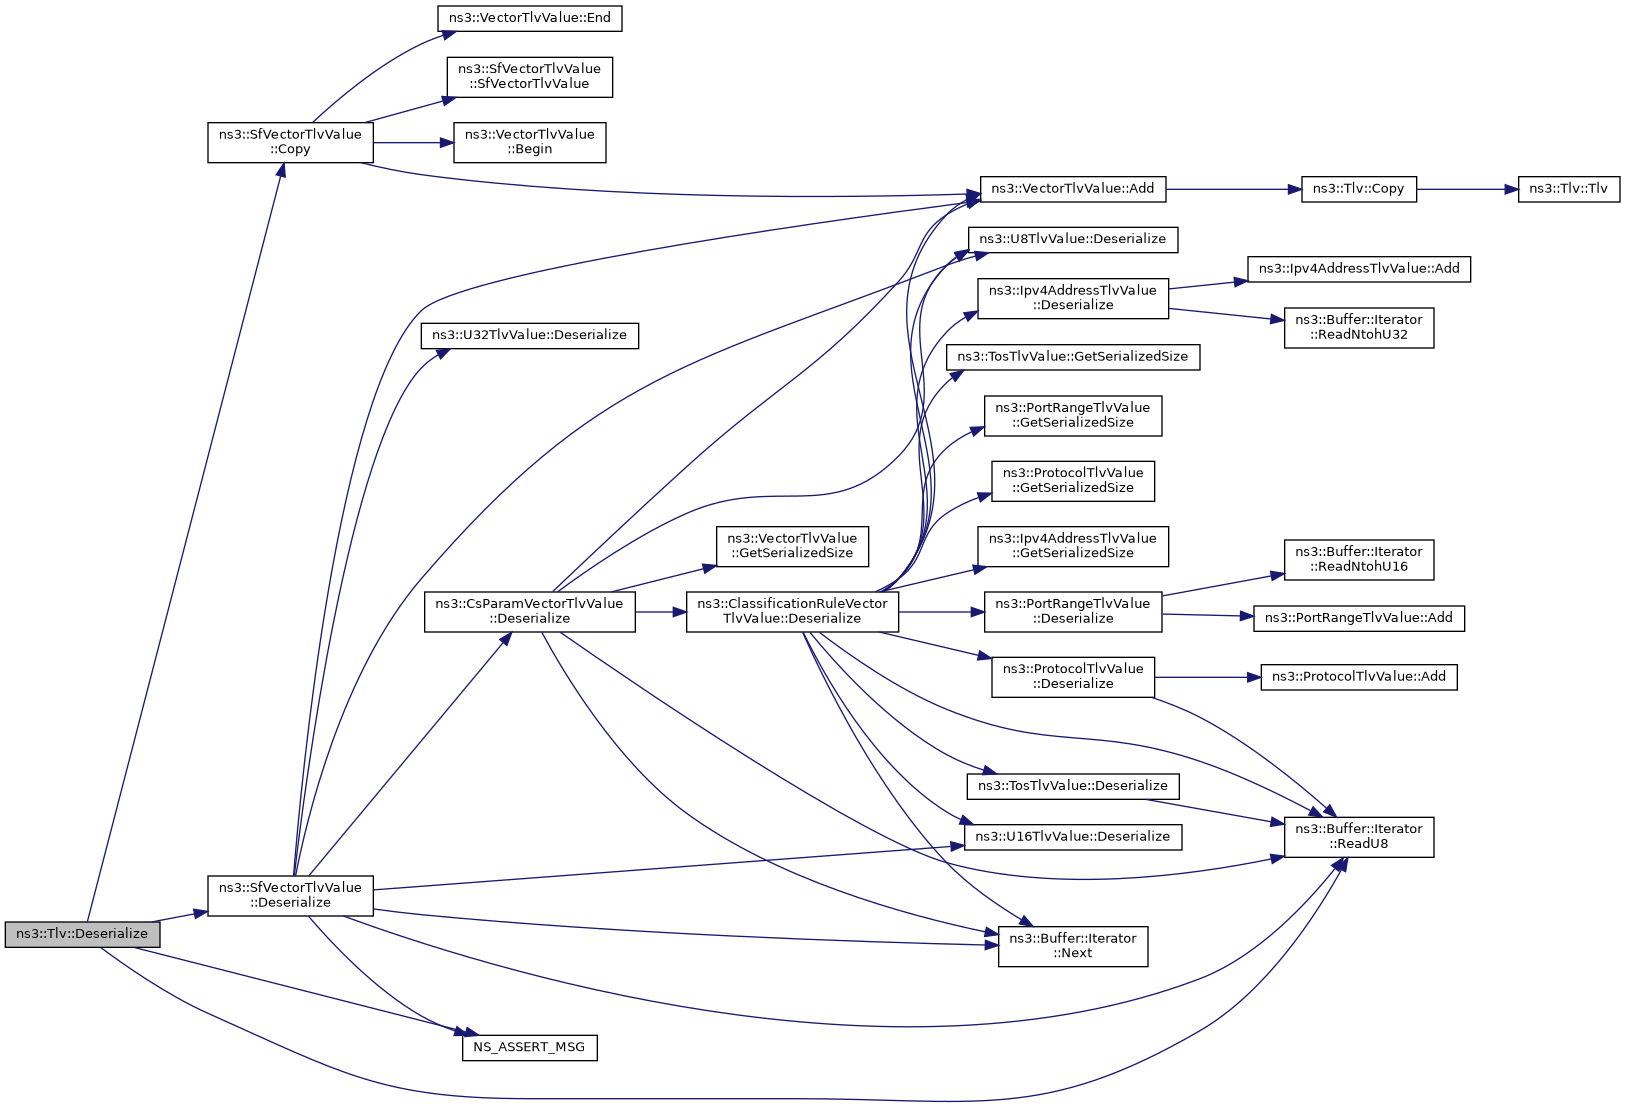 ns3::VectorTlvValue::End
ns3::SfVectorTlvValue
::SfVectorTlvValue
ns3::SfVectorTlvValue
::Copy
ns3::VectorTlvValue
::Begin
ns3::VectorTlvValue::Add
ns3::Tlv::Copy
ns3::Tlv::Tlv
ns3::U8TlvValue::Deserialize
ns3::Ipv4AddressTlvValue::Add
ns3::Ipv4AddressTlvValue
::Deserialize
ns3::Buffer::Iterator
::ReadNtohU32
ns3::U32TlvValue::Deserialize
ns3::TosTlvValue::GetSerializedSize
ns3::PortRangeTlvValue
::GetSerializedSize
ns3::ProtocolTlvValue
::GetSerializedSize
ns3::VectorTlvValue
::GetSerializedSize
ns3::Ipv4AddressTlvValue
::GetSerializedSize
ns3::Buffer::Iterator
::ReadNtohU16
ns3::CsParamVectorTlvValue
::Deserialize
ns3::ClassificationRuleVector
TlvValue::Deserialize
ns3::PortRangeTlvValue
::Deserialize
ns3::PortRangeTlvValue::Add
ns3::ProtocolTlvValue
::Deserialize
ns3::ProtocolTlvValue::Add
ns3::TosTlvValue::Deserialize
ns3::U16TlvValue::Deserialize
ns3::Buffer::Iterator
::ReadU8
ns3::SfVectorTlvValue
::Deserialize
ns3::Tlv::Deserialize
ns3::Buffer::Iterator
::Next
NS_ASSERT_MSG